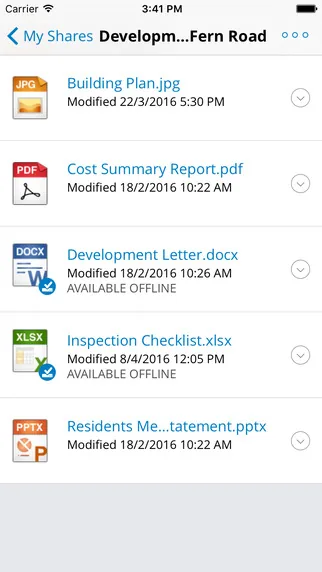 Carrier 3:41 PM
My Shares Developm...Fern Road
JPG
Building Plan.jpg
Modified 22/3/2016 5:30 PM
PDF
Cost Summary Report.pdf
Modified 18/2/2016 10:22 AM
DOCX
W
Development Letter.docx
Modified 18/2/2016 10:26 AM
AVAILABLE OFFLINE
XLSX
X
Inspection Checklist.xlsx
Modified 8/4/2016 12:05 PM
AVAILABLE OFFLINE
PPTX
P
Residents Me...tatement.pptx
Modified 18/2/2016 10:22 AM